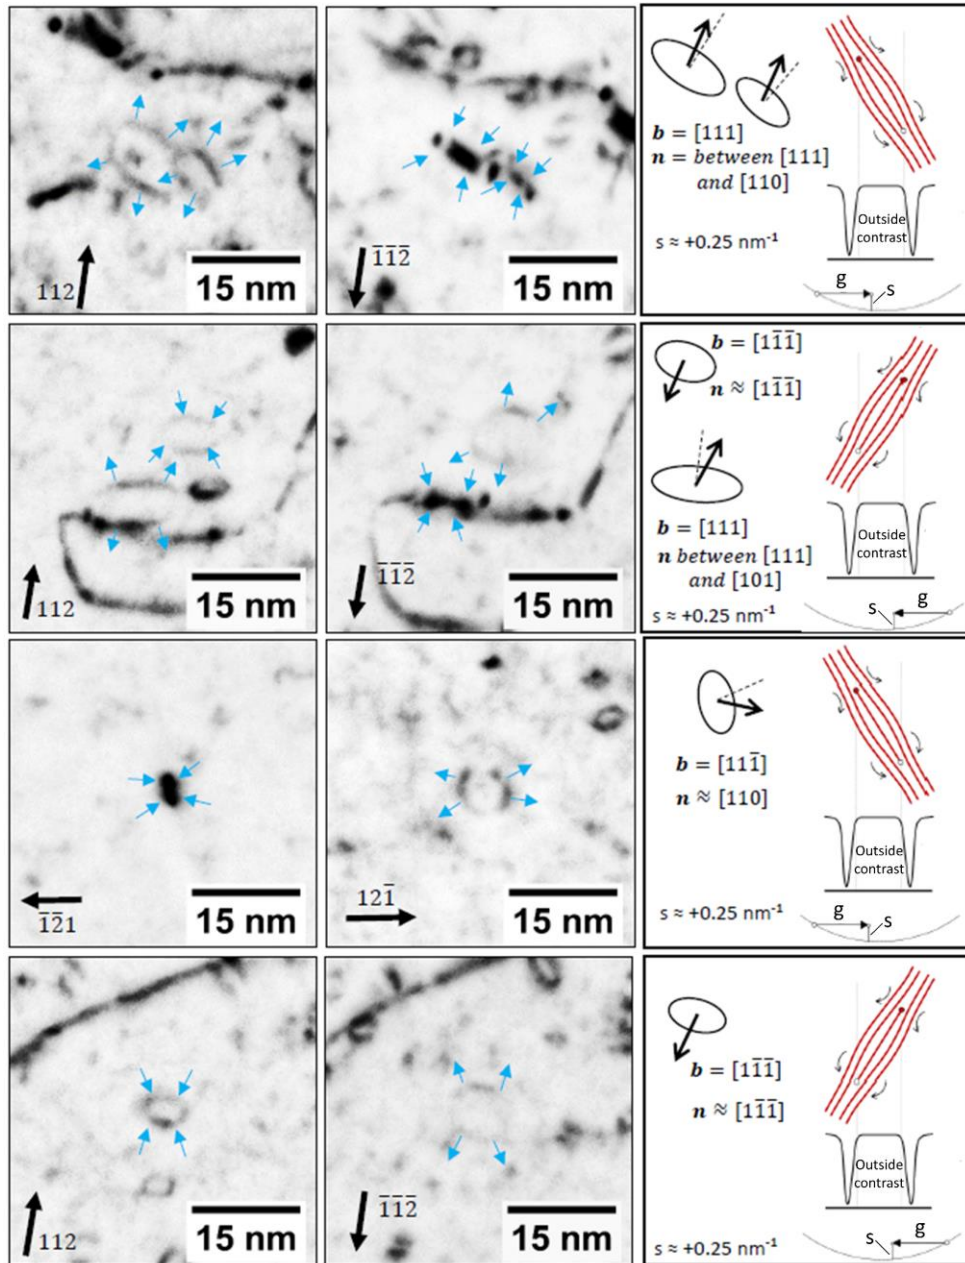 112
15 nm
1̅1̅2̅
15 nm
b = [111]
n = between [111]
and [110]
s ≈ +0.25 nm⁻¹
Outside
contrast
g
s
112
15 nm
1̅1̅2̅
15 nm
b = [11̅1̅]
n ≈ [11̅1̅]
b = [111]
n between [111]
and [101]
s ≈ +0.25 nm⁻¹
Outside
contrast
s
g
1̅2̅1
15 nm
121̅
15 nm
b = [111̅]
n ≈ [110]
s ≈ +0.25 nm⁻¹
Outside
contrast
g
s
112
15 nm
1̅1̅2̅
15 nm
b = [11̅1̅]
n ≈ [11̅1̅]
s ≈ +0.25 nm⁻¹
Outside
contrast
s
g